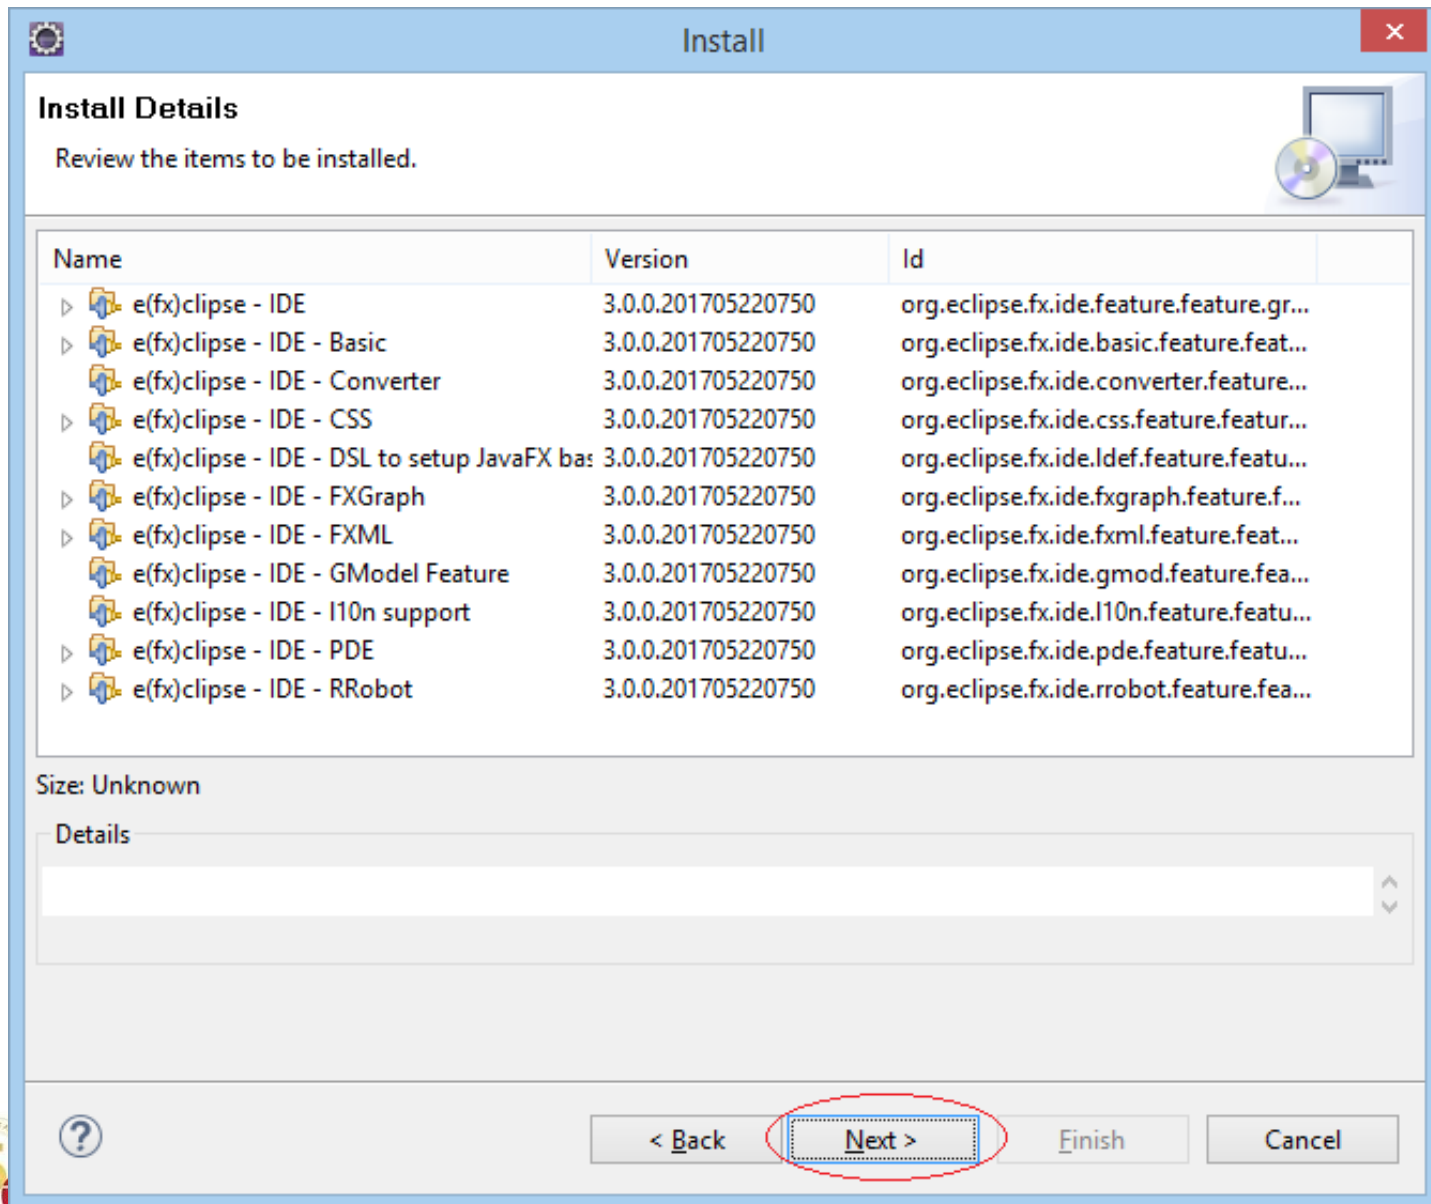 Install
Install Details
Review the items to be installed.
Name Version Id
e(fx)clipse - IDE 3.0.0.201705220750 org.eclipse.fx.ide.feature.feature.gr...
e(fx)clipse - IDE - Basic 3.0.0.201705220750 org.eclipse.fx.ide.basic.feature.feat...
e(fx)clipse - IDE - Converter 3.0.0.201705220750 org.eclipse.fx.ide.converter.feature...
e(fx)clipse - IDE - CSS 3.0.0.201705220750 org.eclipse.fx.ide.css.feature.featur...
e(fx)clipse - IDE - DSL to setup JavaFX bas 3.0.0.201705220750 org.eclipse.fx.ide.ldef.feature.featu...
e(fx)clipse - IDE - FXGraph 3.0.0.201705220750 org.eclipse.fx.ide.fxgraph.feature.f...
e(fx)clipse - IDE - FXML 3.0.0.201705220750 org.eclipse.fx.ide.fxml.feature.feat...
e(fx)clipse - IDE - GModel Feature 3.0.0.201705220750 org.eclipse.fx.ide.gmod.feature.fea...
e(fx)clipse - IDE - l10n support 3.0.0.201705220750 org.eclipse.fx.ide.l10n.feature.featu...
e(fx)clipse - IDE - PDE 3.0.0.201705220750 org.eclipse.fx.ide.pde.feature.featu...
e(fx)clipse - IDE - RRobot 3.0.0.201705220750 org.eclipse.fx.ide.rrobot.feature.fea...
Size: Unknown
Details
< Back Next > Finish Cancel